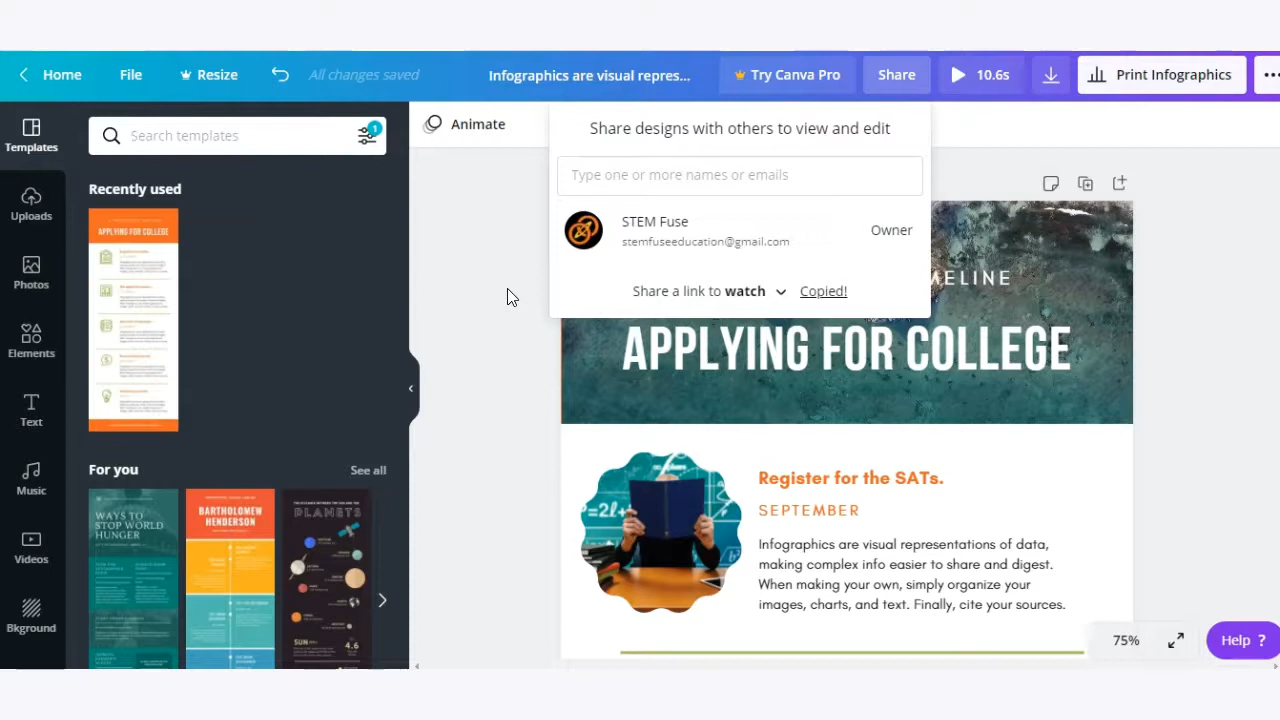 Home
File
Resize
All changes saved
Infographics are visual repres...
Try Canva Pro
Share
10.6s
Print Infographics
Templates
Uploads
Photos
Elements
Text
Music
Videos
Bkground
Search templates
1
Recently used
APPLYING FOR COLLEGE
For you
See all
WAYS TO
STOP WORLD
HUNGER
BARTHOLOMEW
HENDERSON
PLANETS
SUN
4.6
Animate
Share designs with others to view and edit
Type one or more names or emails
STEM Fuse
stemfuseeducation@gmail.com
Owner
Share a link to watch
Copied!
MELINE
APPLYING FOR COLLEGE
Register for the SATs.
SEPTEMBER
Infographics are visual representations of data,
making complex info easier to share and digest.
When making your own, simply organize your
images, charts, and text. Finally, cite your sources.
75%
Help ?